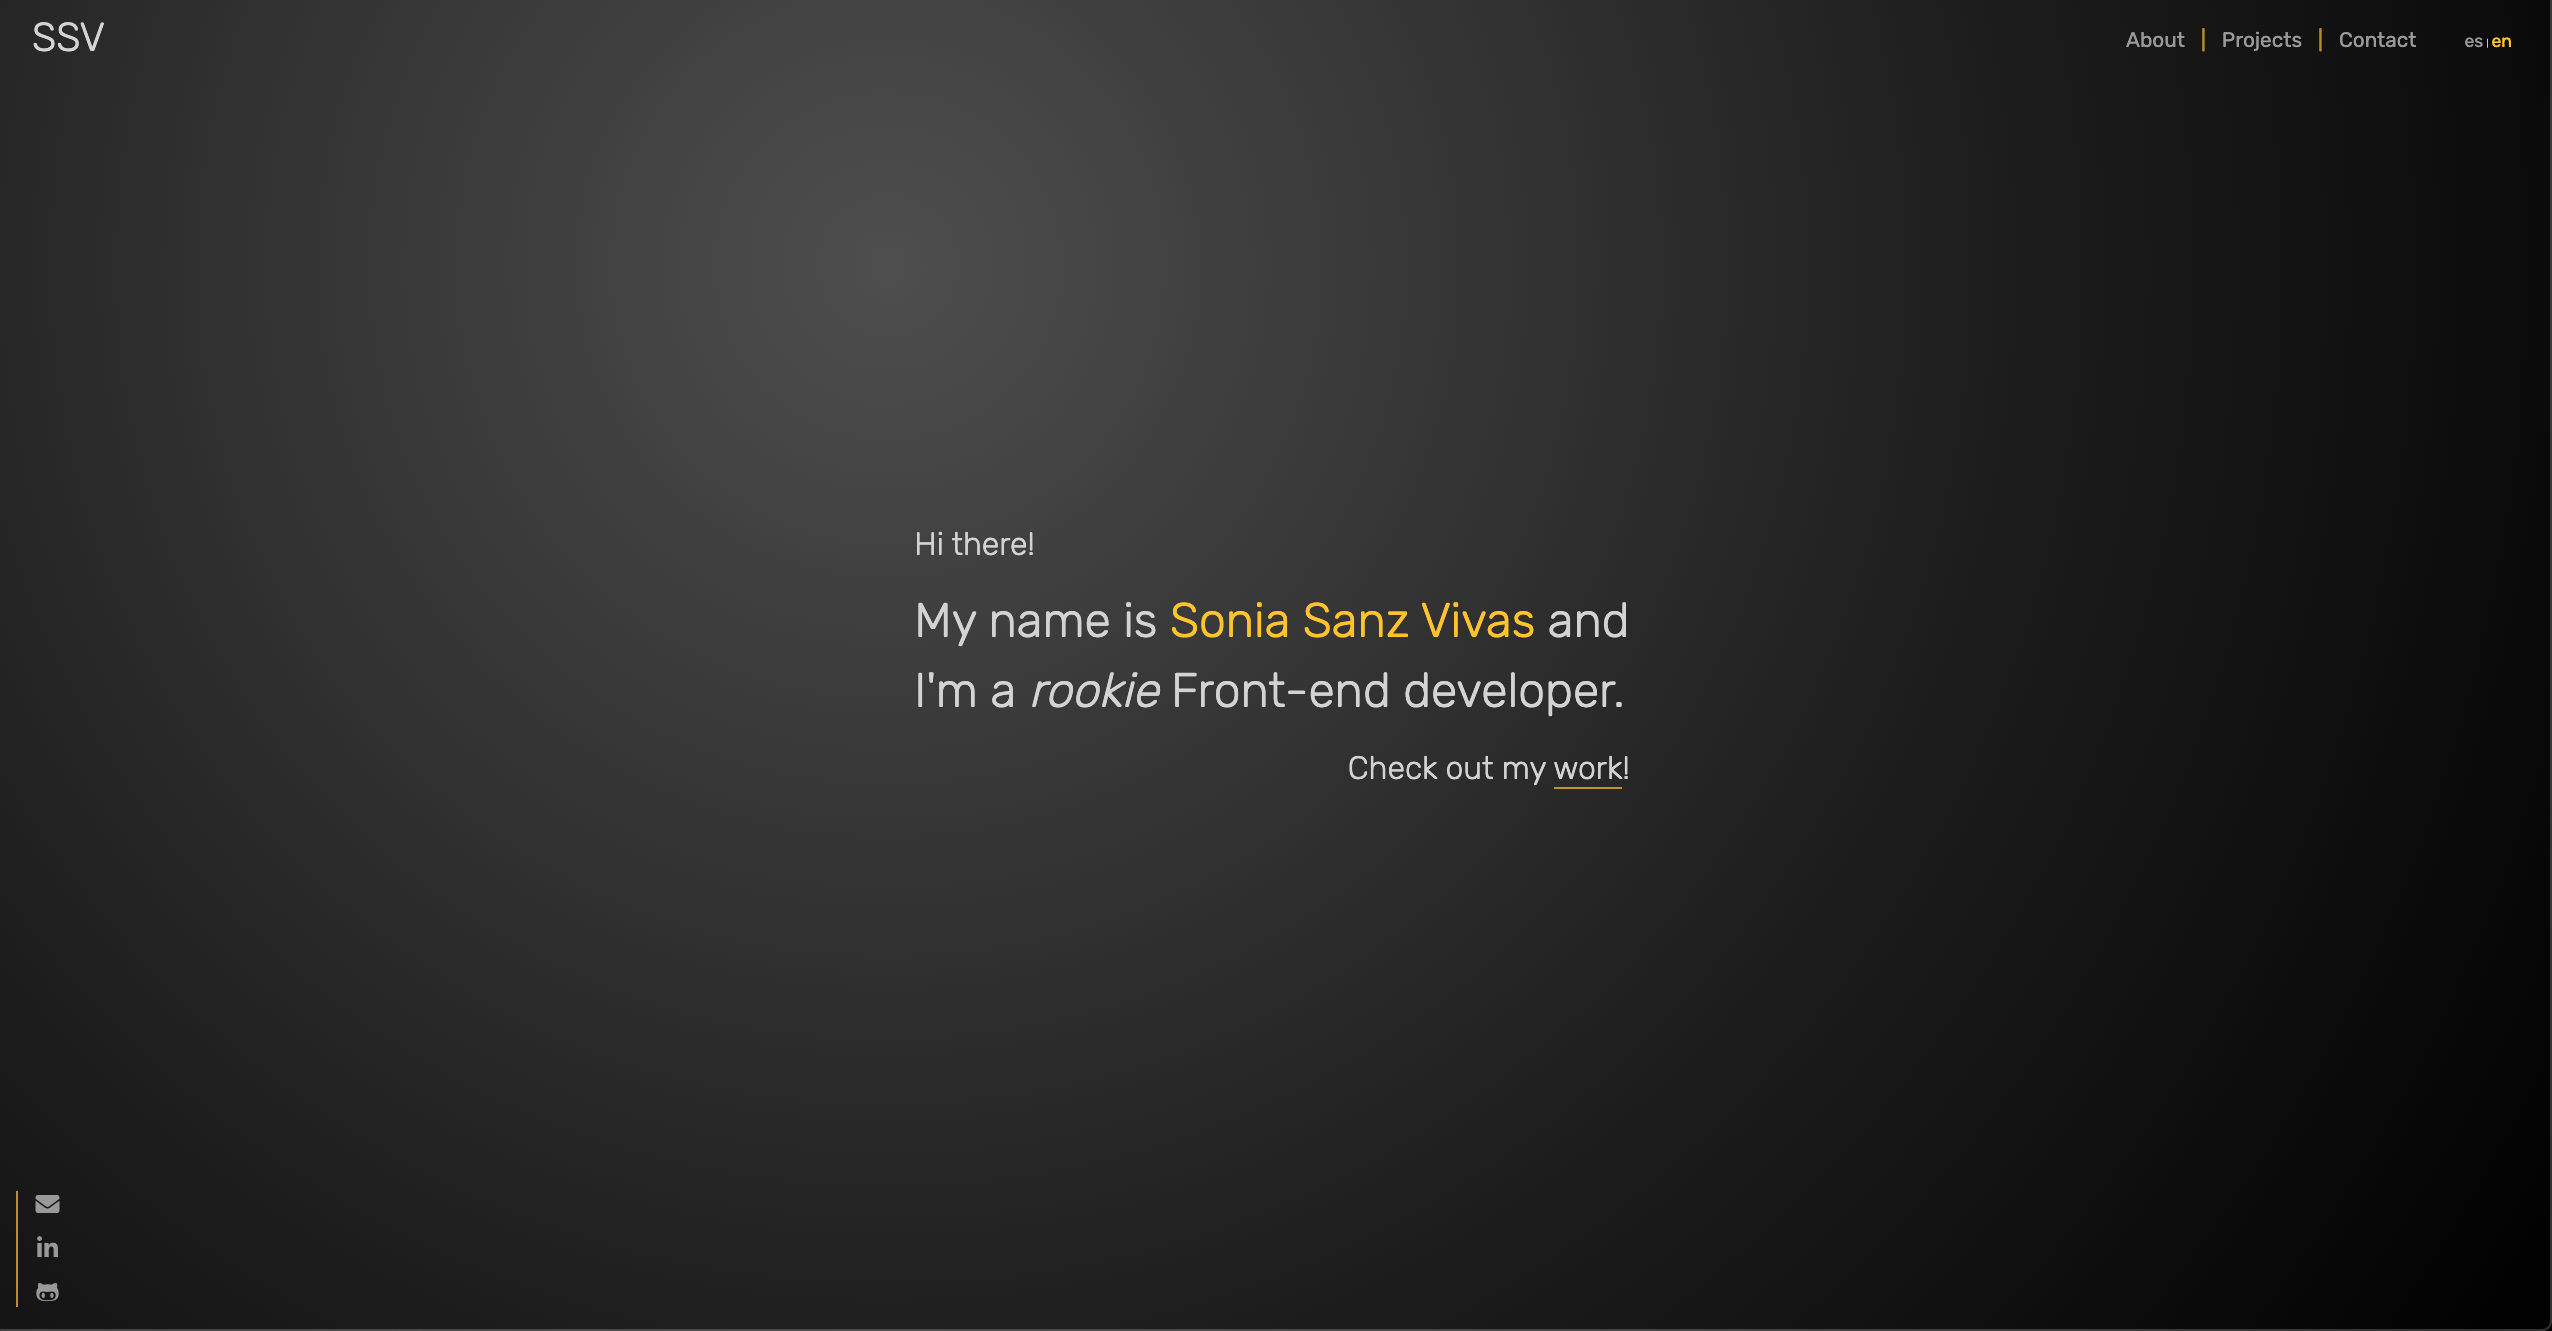 SSV
About | Projects | Contact es | en
Hi there!
My name is Sonia Sanz Vivas and
I'm a rookie Front-end developer.
Check out my work!
in